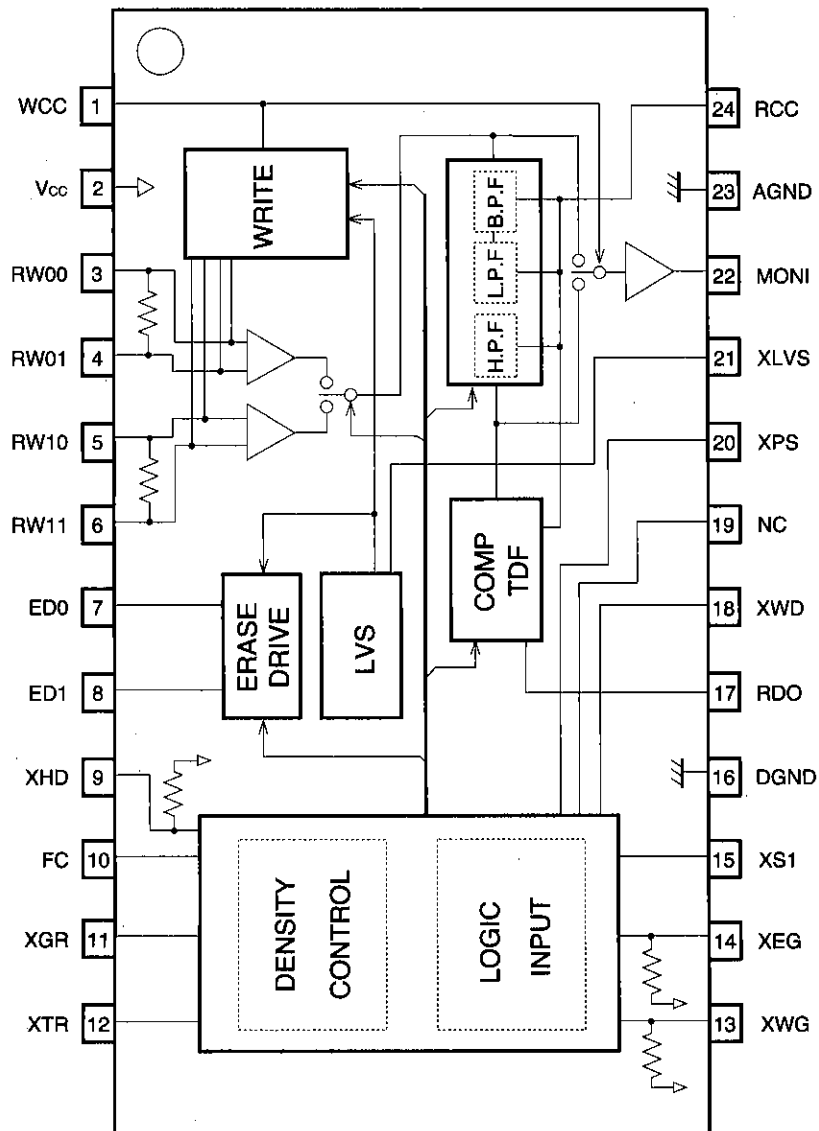 WCC 1
Vcc 2
RW00 3
RW01 4
RW10 5
RW11 6
ED0 7
ED1 8
XHD 9
FC 10
XGR 11
XTR 12
WRITE
B.P.F
L.P.F
H.P.F
ERASE
DRIVE
LVS
COMP
TDF
DENSITY
CONTROL
LOGIC
INPUT
24 RCC
23 AGND
22 MONI
21 XLVS
20 XPS
19 NC
18 XWD
17 RDO
16 DGND
15 XS1
14 XEG
13 XWG